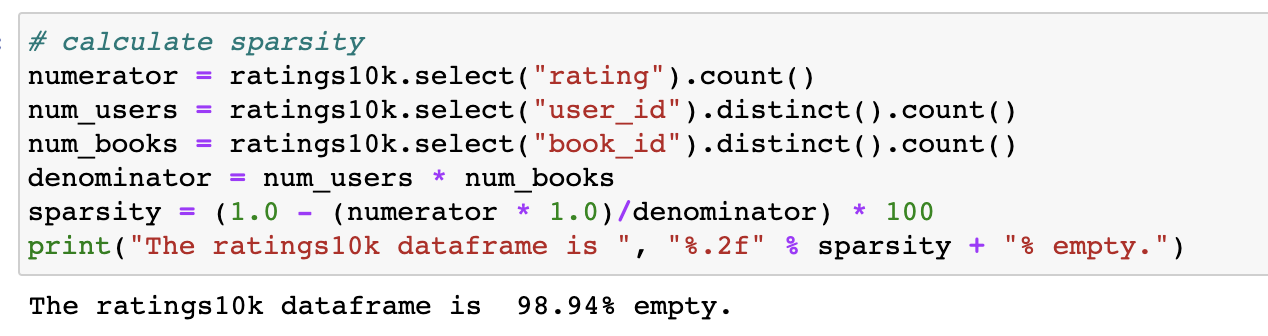 # calculate sparsity
numerator = ratings10k.select("rating").count()
num_users = ratings10k.select("user_id").distinct().count()
num_books = ratings10k.select("book_id").distinct().count()
denominator = num_users * num_books
sparsity = (1.0 - (numerator * 1.0)/denominator) * 100
print("The ratings10k dataframe is ", "%.2f" % sparsity + "% empty.")
The ratings10k dataframe is  98.94% empty.